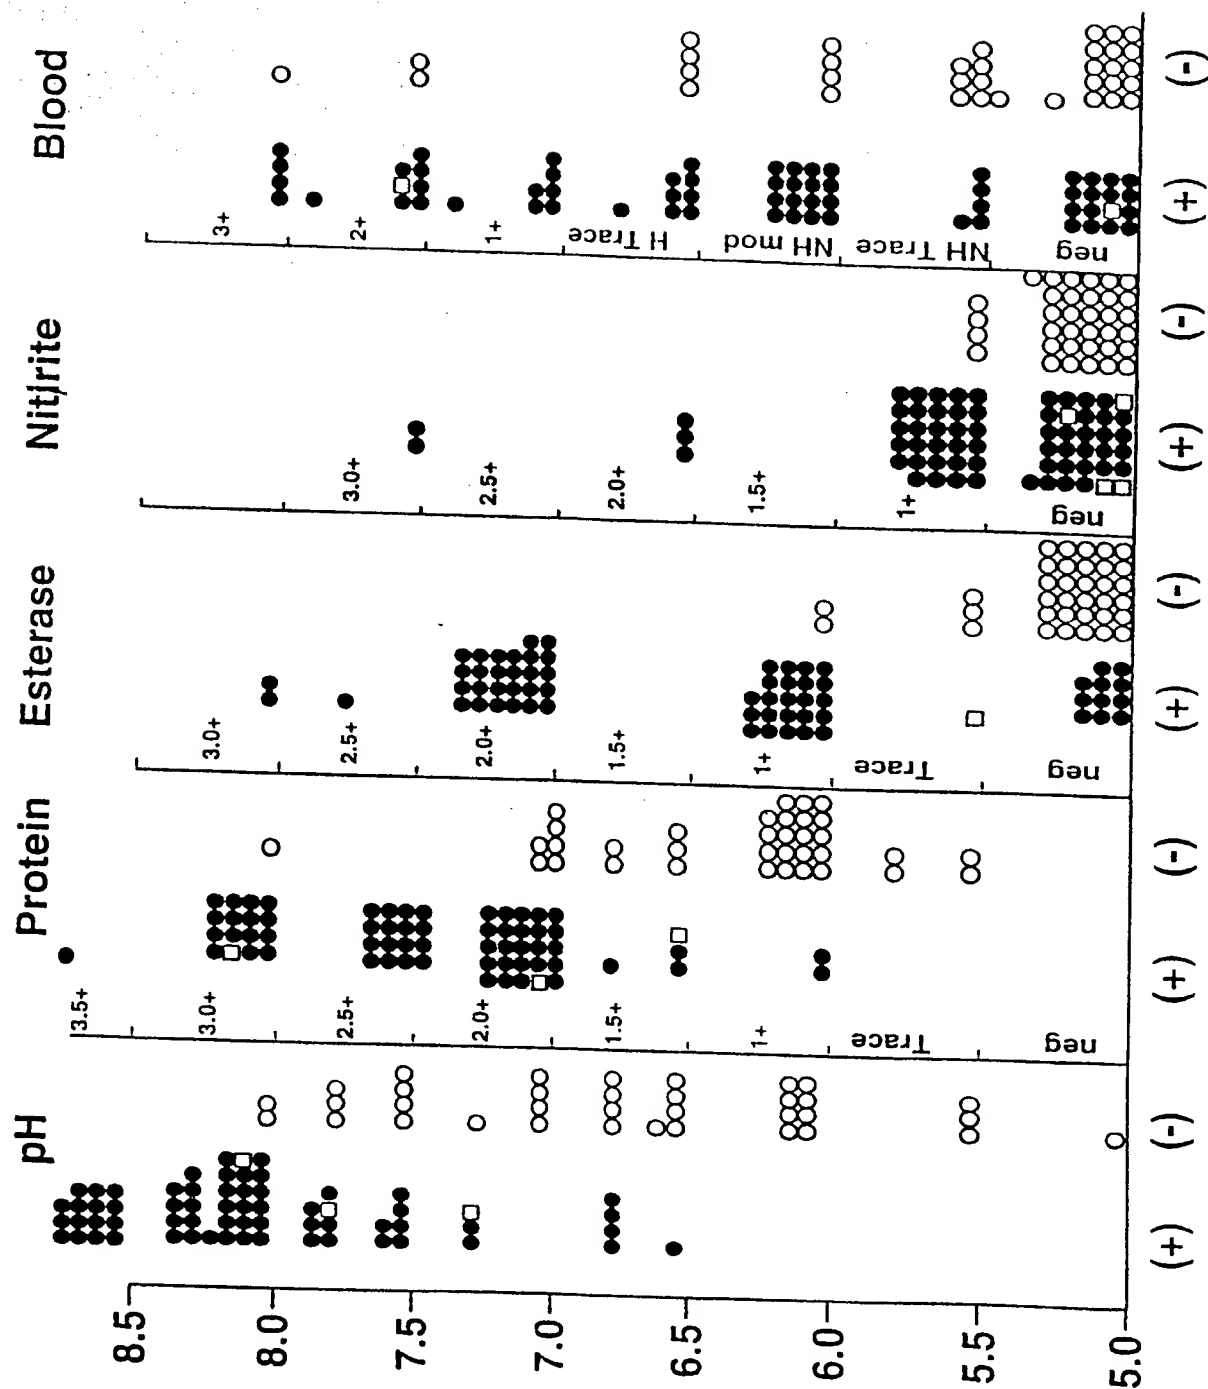 pH
Protein
Esterase
Nitrite
Blood
8.5
8.0
7.5
7.0
6.5
6.0
5.5
5.0
3.5+
3.0+
2.5+
2.0+
1.5+
1+
Trace
neg
3.0+
2.5+
2.0+
1.5+
1+
Trace
neg
3.0+
2.5+
2.0+
1.5+
1+
neg
3+
2+
1+
H Trace
NH mod
NH Trace
neg
(+)
(-)
(+)
(-)
(+)
(-)
(+)
(-)
(+)
(-)